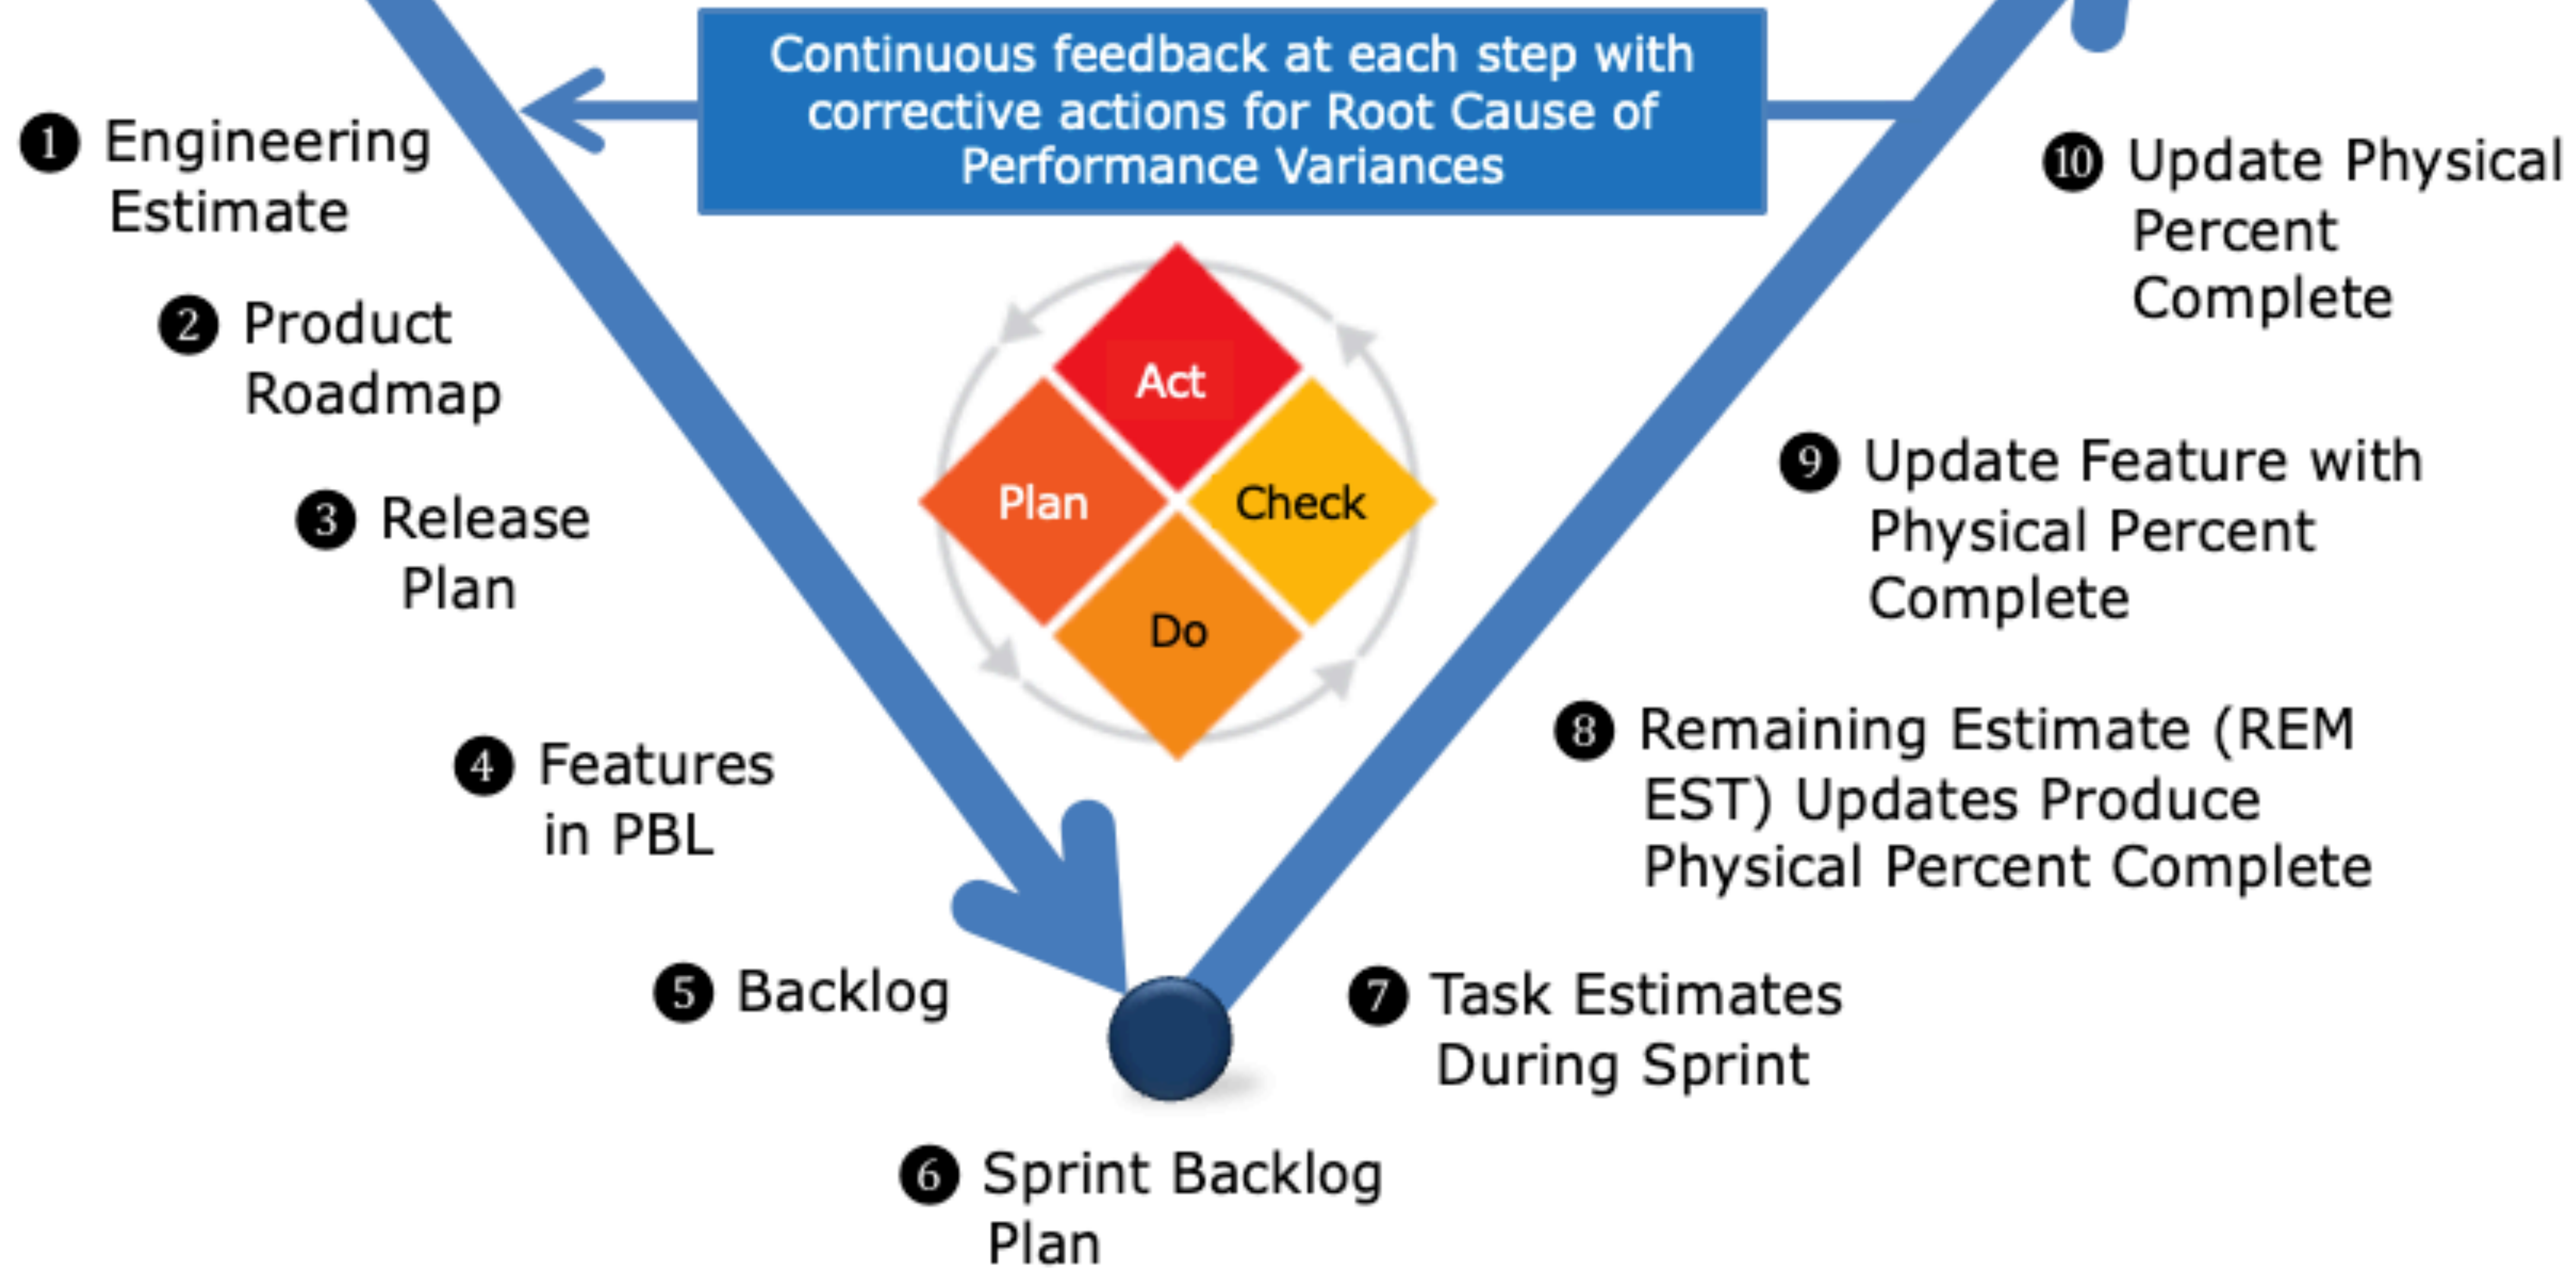 Continuous feedback at each step with
corrective actions for Root Cause of
Performance Variances
❶ Engineering
Estimate
❷ Product
Roadmap
❸ Release
Plan
❹ Features
in PBL
❺ Backlog
❻ Sprint Backlog
Plan
❼ Task Estimates
During Sprint
❽ Remaining Estimate (REM
EST) Updates Produce
Physical Percent Complete
❾ Update Feature with
Physical Percent
Complete
❿ Update Physical
Percent
Complete
Act
Plan
Check
Do